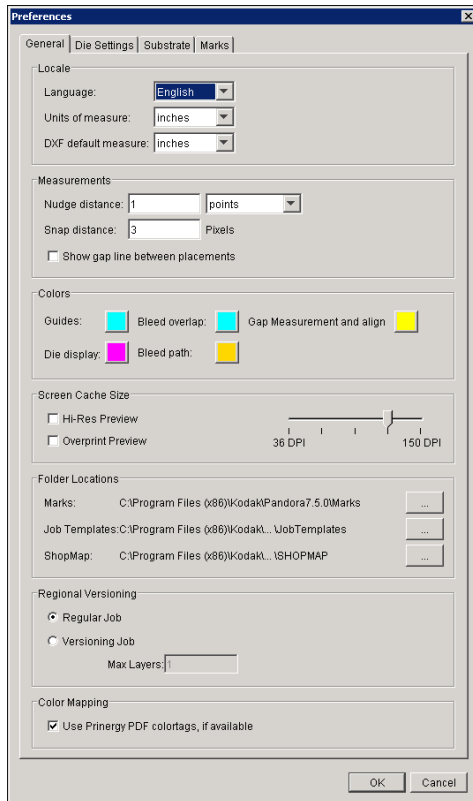 Preferences
General Die Settings Substrate Marks
Locale
Language: English
Units of measure: inches
DXF default measure: inches
Measurements
Nudge distance: 1 points
Snap distance: 3 Pixels
Show gap line between placements
Colors
Guides: Bleed overlap: Gap Measurement and align
Die display: Bleed path:
Screen Cache Size
Hi-Res Preview
Overprint Preview
36 DPI 150 DPI
Folder Locations
Marks: C:\Program Files (x86)\Kodak\Pandora7.5.0\Marks ...
Job Templates: C:\Program Files (x86)\Kodak\... \JobTemplates ...
ShopMap: C:\Program Files (x86)\Kodak\... \SHOPMAP ...
Regional Versioning
Regular Job
Versioning Job
Max Layers: 1
Color Mapping
Use Prinergy PDF colortags, if available
OK Cancel